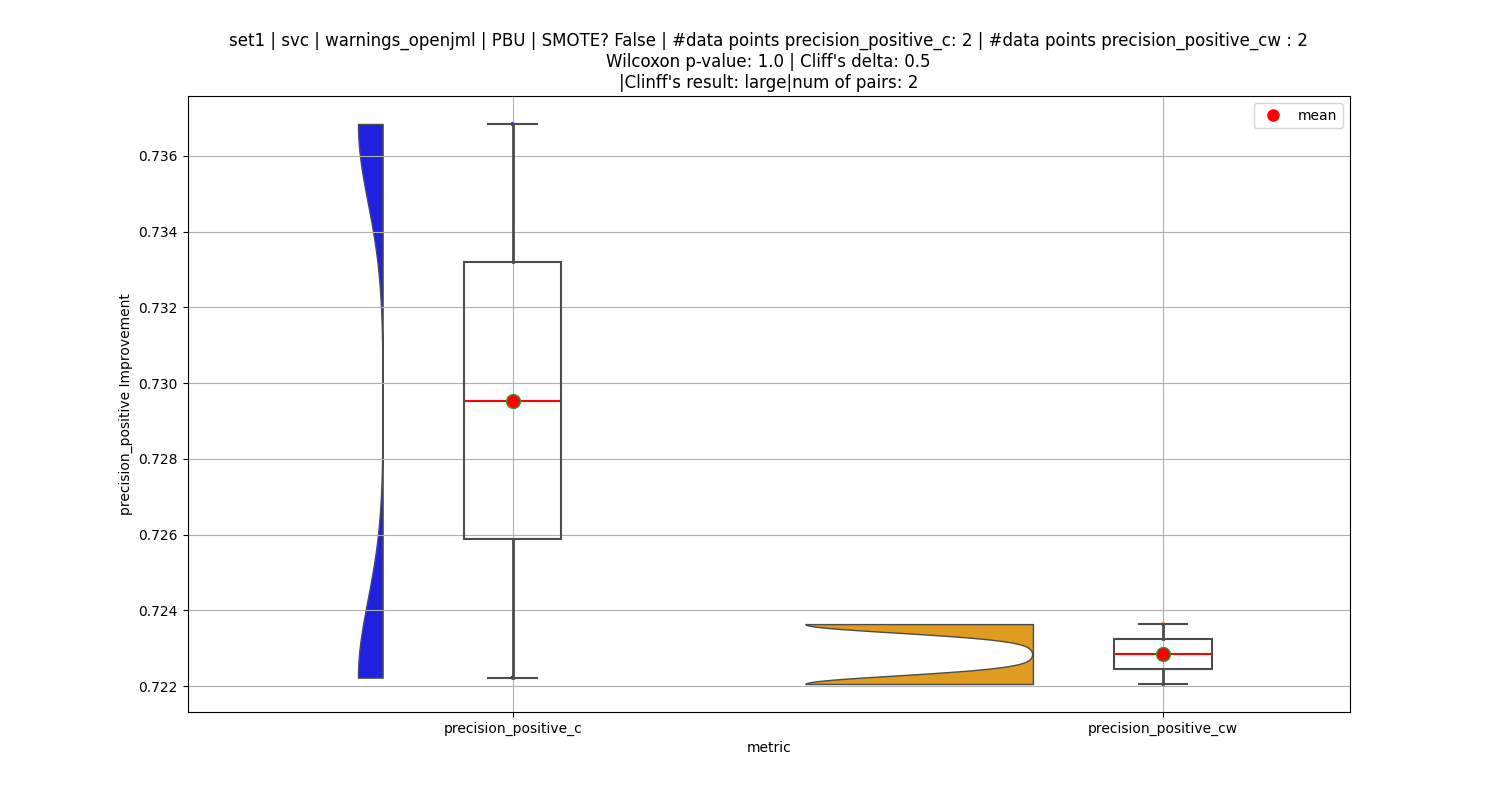 set1 | svc | warnings_openjml | PBU | SMOTE? False | #data points precision_positive_c: 2 | #data points precision_positive_cw : 2
Wilcoxon p-value: 1.0 | Cliff's delta: 0.5
|Clinff's result: large|num of pairs: 2
mean
0.736
0.734
0.732
0.730
0.728
0.726
0.724
0.722
precision_positive Improvement
precision_positive_c
precision_positive_cw
metric